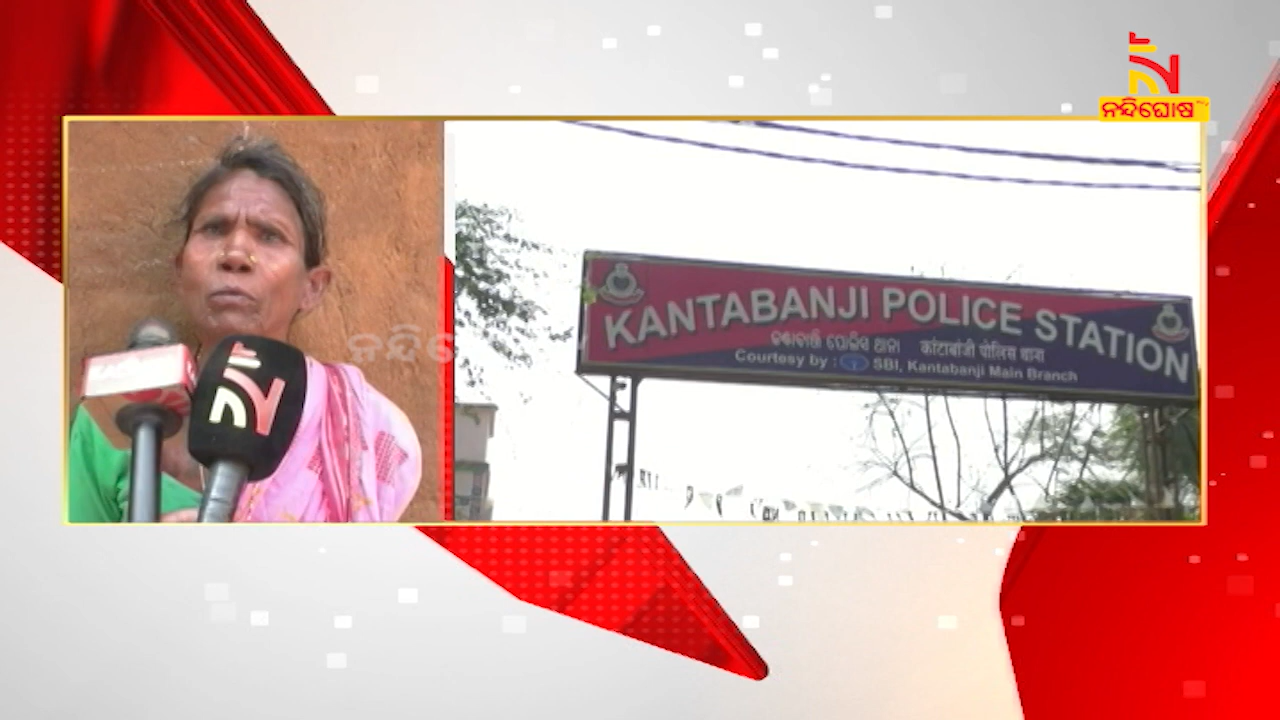 ନନ୍ଦିଘୋଷ
KANTABANJI POLICE STATION
କଣ୍ଟାବାଞ୍ଜି ପୋଲିସ ଥାନା कांटाबांजी पोलिस थाना
Courtesy by : SBI, Kantabanji Main Branch